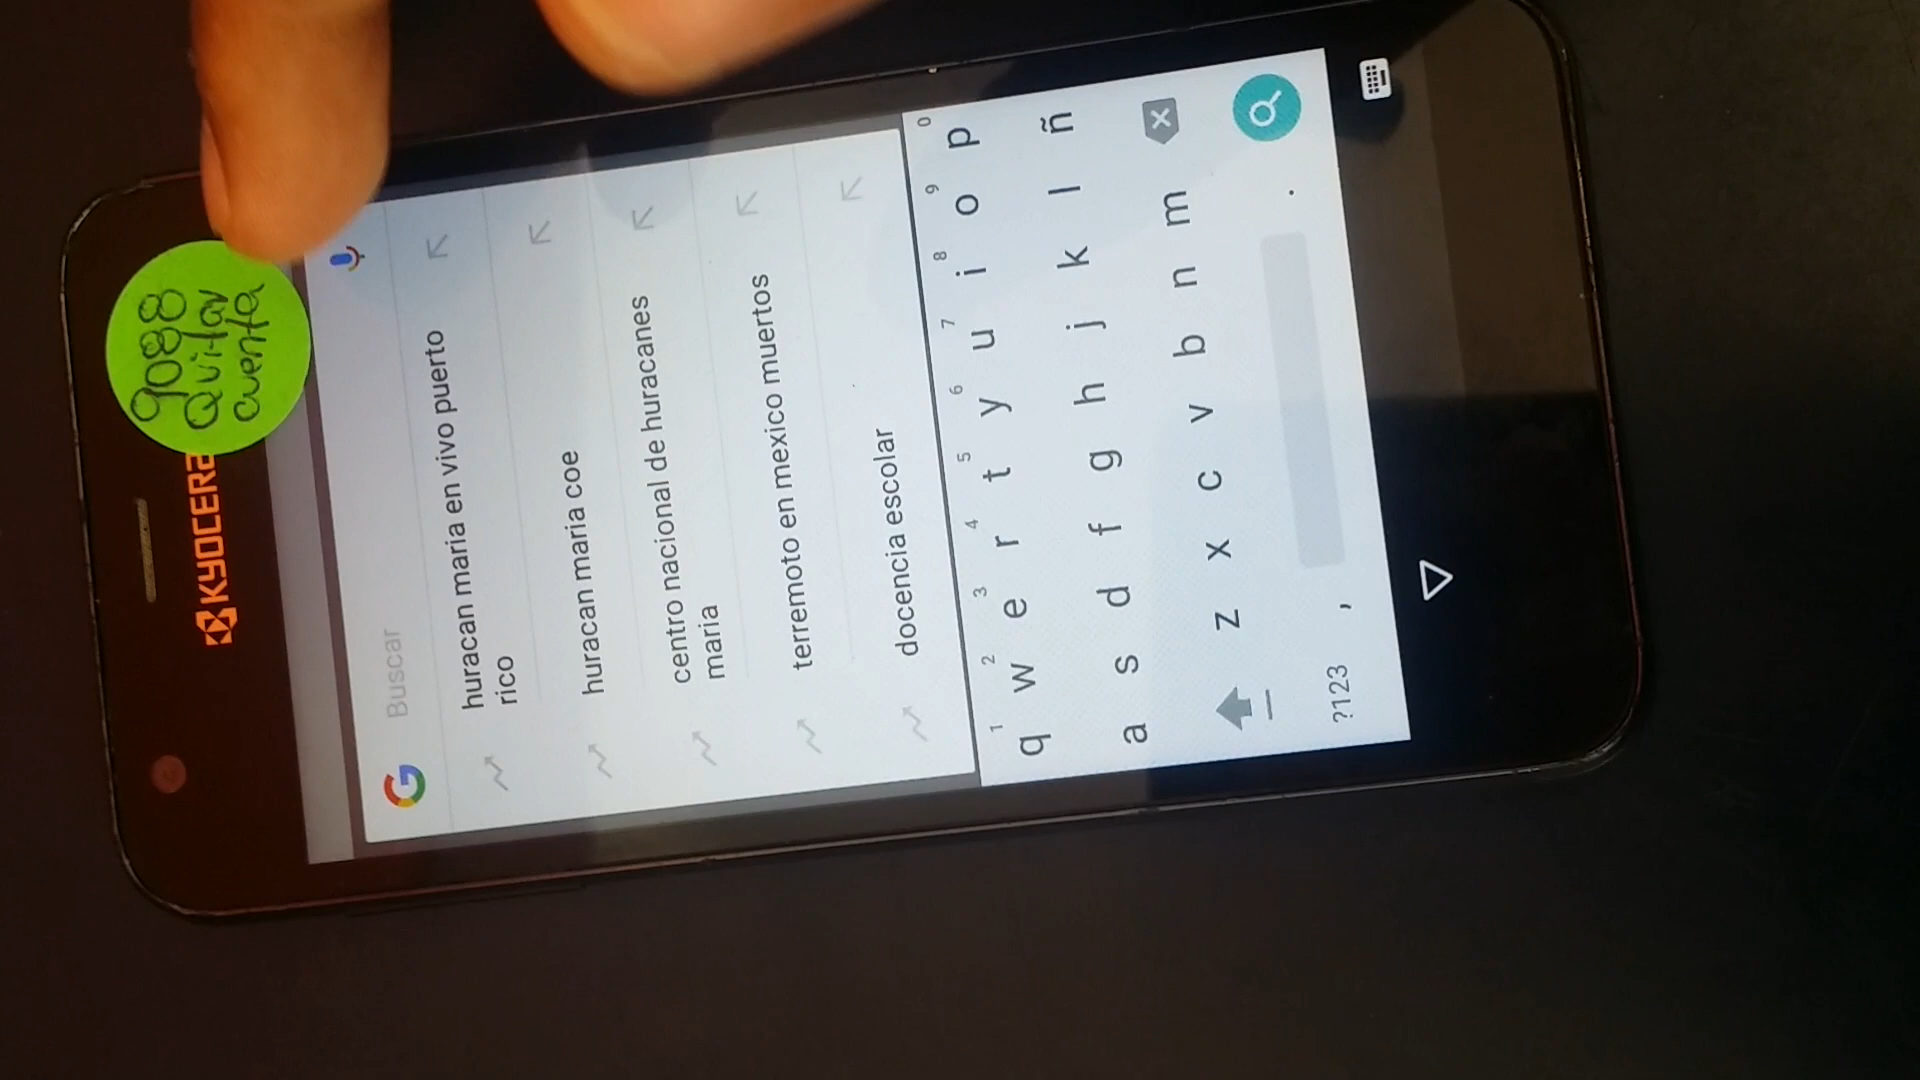 9088
Quitar
cuenta
KYOCERA
Buscar
huracan maria en vivo puerto
rico
huracan maria coe
centro nacional de huracanes
maria
terremoto en mexico muertos
docencia escolar
1 2 3 4 5 6 7 8 9 0
q w e r t y u i o p
a s d f g h j k l ñ
z x c v b n m
?123 , .